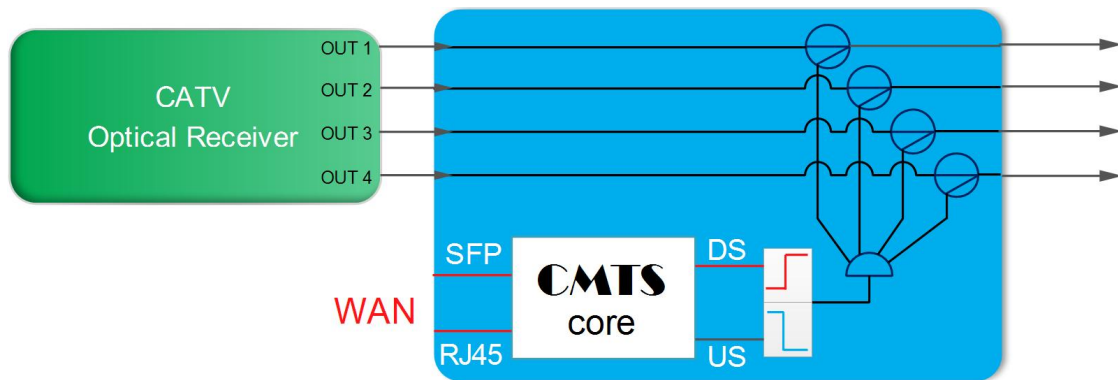 CATV
Optical Receiver
OUT 1
OUT 2
OUT 3
OUT 4
WAN
SFP
RJ45
CMTS
core
DS
US